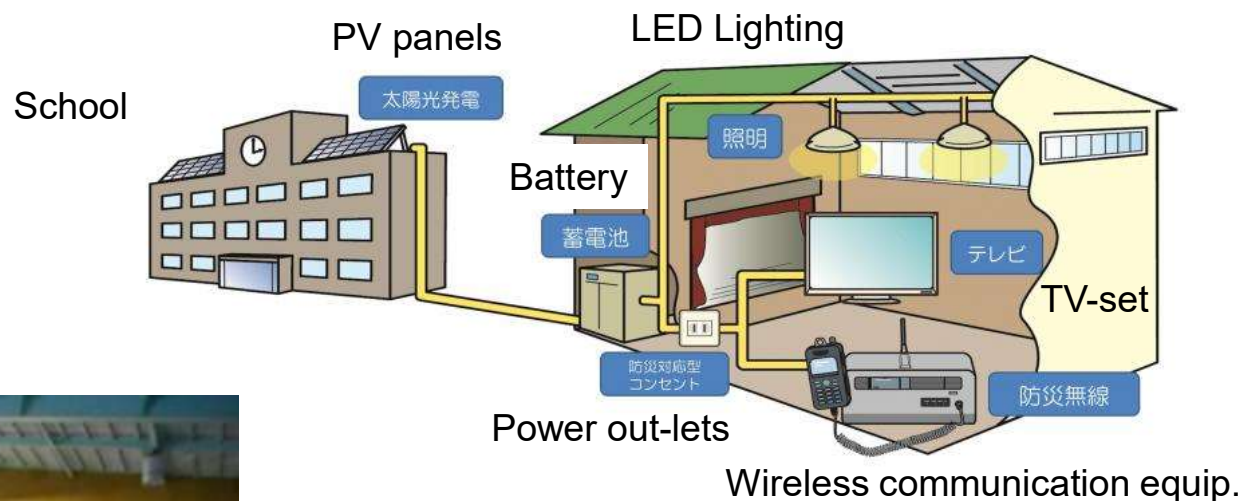 PV panels
LED Lighting
太陽光発電
School
照明
Battery
蓄電池
テレビ
TV-set
防災対応型
コンセント
防災無線
Power out-lets
Wireless communication equip.